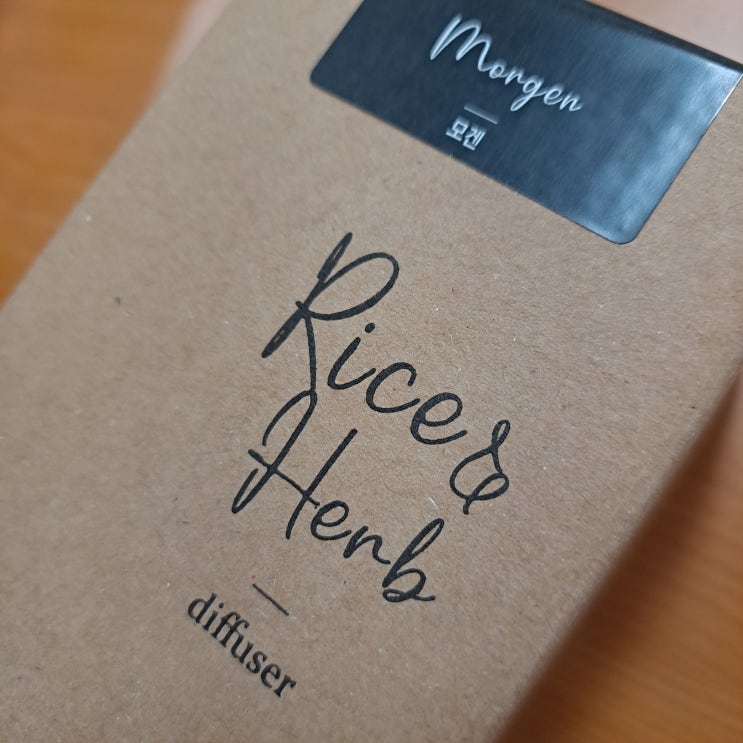 Morgen
모겐
Rice &
Herb
diffuser